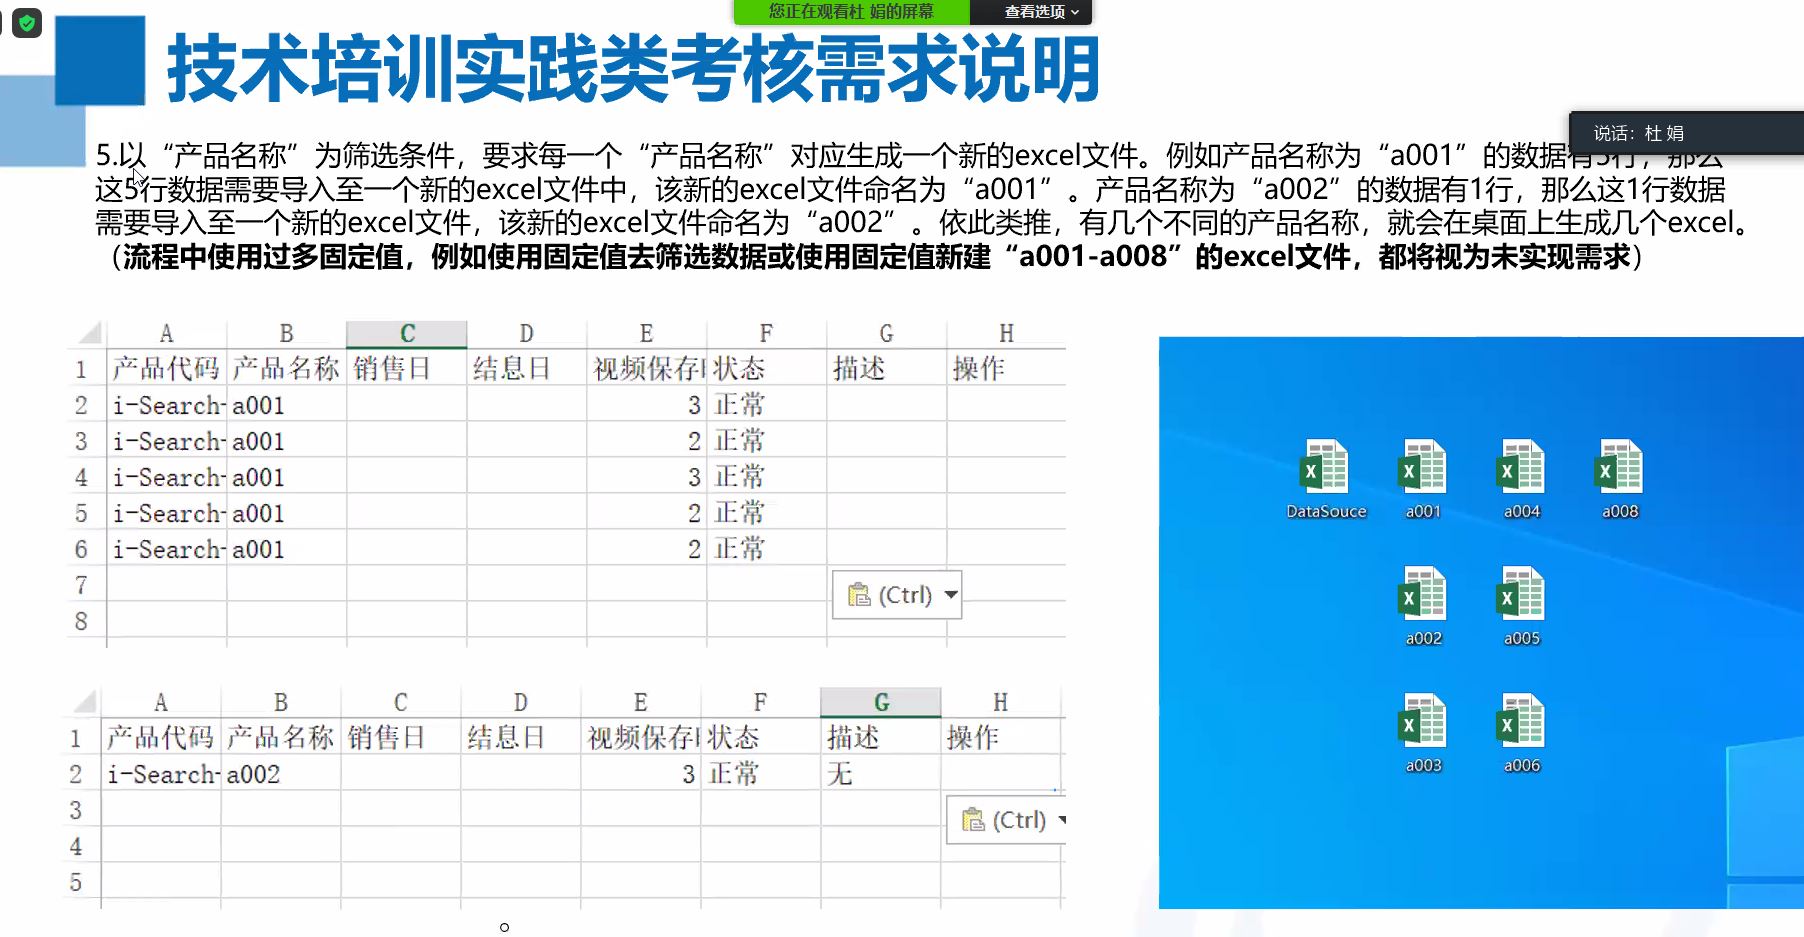 您正在观看杜 娟的屏幕
查看选项
技术培训实践类考核需求说明
说话：杜 娟
5.以“产品名称”为筛选条件，要求每一个“产品名称”对应生成一个新的excel文件。例如产品名称为“a001”的数据有5行，那么
这5行数据需要导入至一个新的excel文件中，该新的excel文件命名为“a001”。产品名称为“a002”的数据有1行，那么这1行数据
需要导入至一个新的excel文件，该新的excel文件命名为“a002”。依此类推，有几个不同的产品名称，就会在桌面上生成几个excel。
（流程中使用过多固定值，例如使用固定值去筛选数据或使用固定值新建“a001-a008”的excel文件，都将视为未实现需求）
A B C D E F G H
1 产品代码 产品名称 销售日 结息日 视频保存 状态 描述 操作
2 i-Search- a001 3 正常
3 i-Search- a001 2 正常
4 i-Search- a001 3 正常
5 i-Search- a001 2 正常
6 i-Search- a001 2 正常
7
(Ctrl)
8
A B C D E F G H
1 产品代码 产品名称 销售日 结息日 视频保存 状态 描述 操作
2 i-Search- a002 3 正常 无
3
(Ctrl)
4
5
DataSouce a001 a004 a008
a002 a005
a003 a006